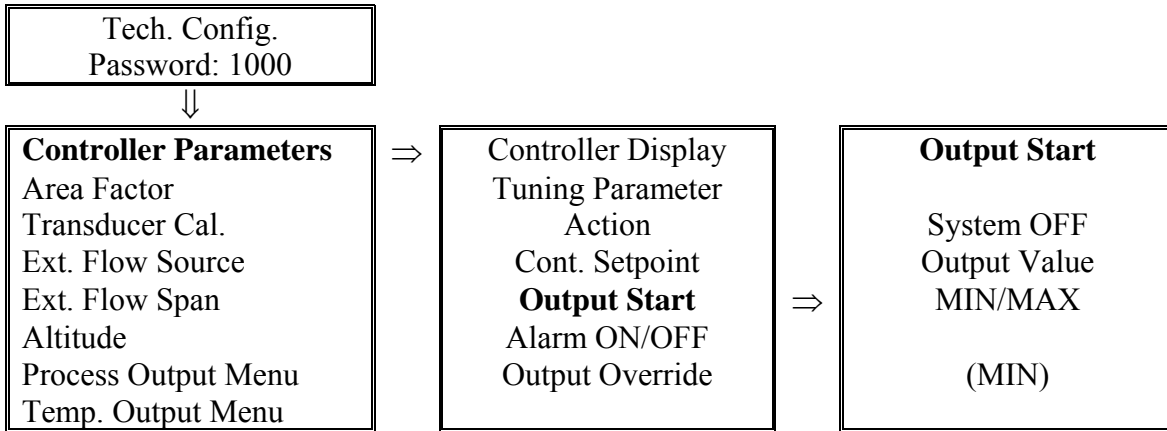 Tech. Config.
Password: 1000
⇓
Controller Parameters
Area Factor
Transducer Cal.
Ext. Flow Source
Ext. Flow Span
Altitude
Process Output Menu
Temp. Output Menu
⇒
Controller Display
Tuning Parameter
Action
Cont. Setpoint
Output Start
Alarm ON/OFF
Output Override
⇒
Output Start
System OFF
Output Value
MIN/MAX
(MIN)